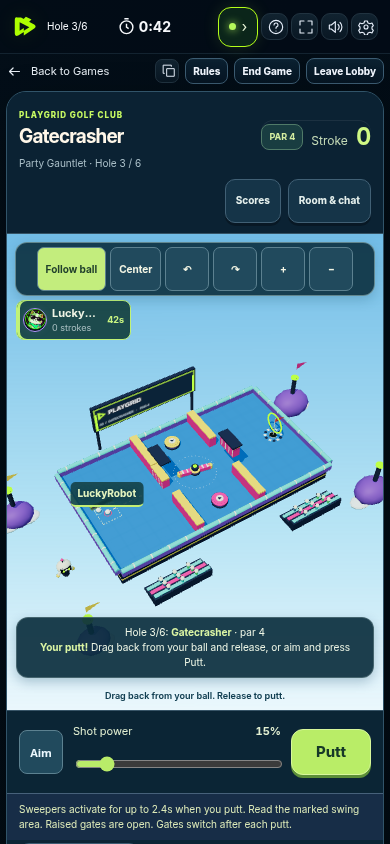 Hole 3/6
0:42
›
Back to Games
Rules
End Game
Leave Lobby
PLAYGRID GOLF CLUB
Gatecrasher
PAR 4
Stroke 0
Party Gauntlet · Hole 3 / 6
Scores
Room & chat
Follow ball
Center
↶
↷
+
−
Lucky...
0 strokes
42s
PLAYGRID
LuckyRobot
Hole 3/6: Gatecrasher · par 4
Your putt! Drag back from your ball and release, or aim and press
Putt.
Drag back from your ball. Release to putt.
Aim
Shot power
15%
Putt
Sweepers activate for up to 2.4s when you putt. Read the marked swing
area. Raised gates are open. Gates switch after each putt.